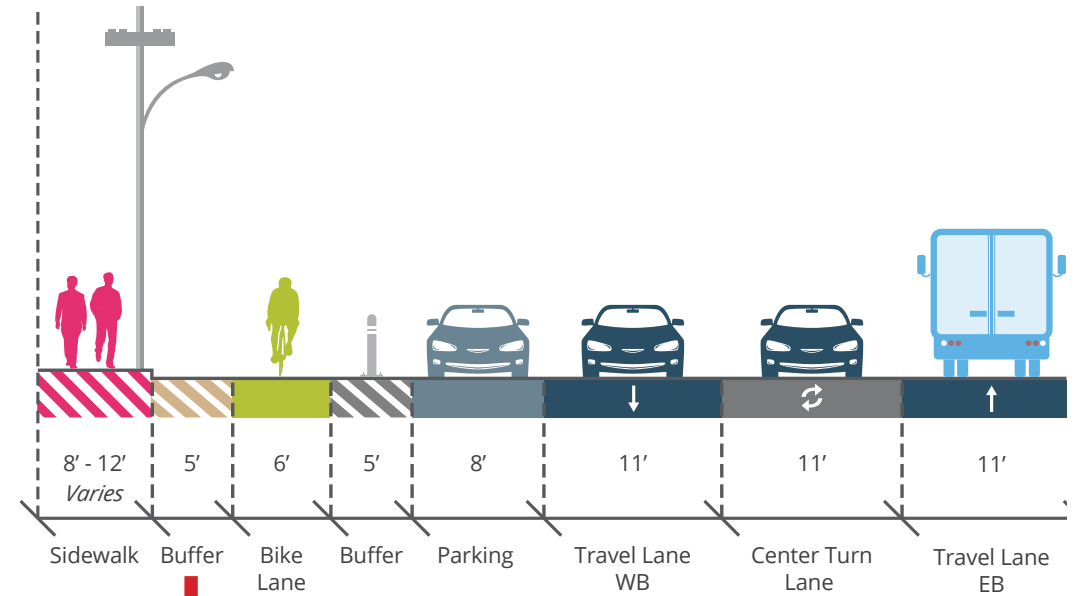 8’ - 12’
Varies
5’
6’
5’
8’
11’
11’
11’
Sidewalk
Buffer
Bike
Lane
Buffer
Parking
Travel Lane
WB
Center Turn
Lane
Travel Lane
EB